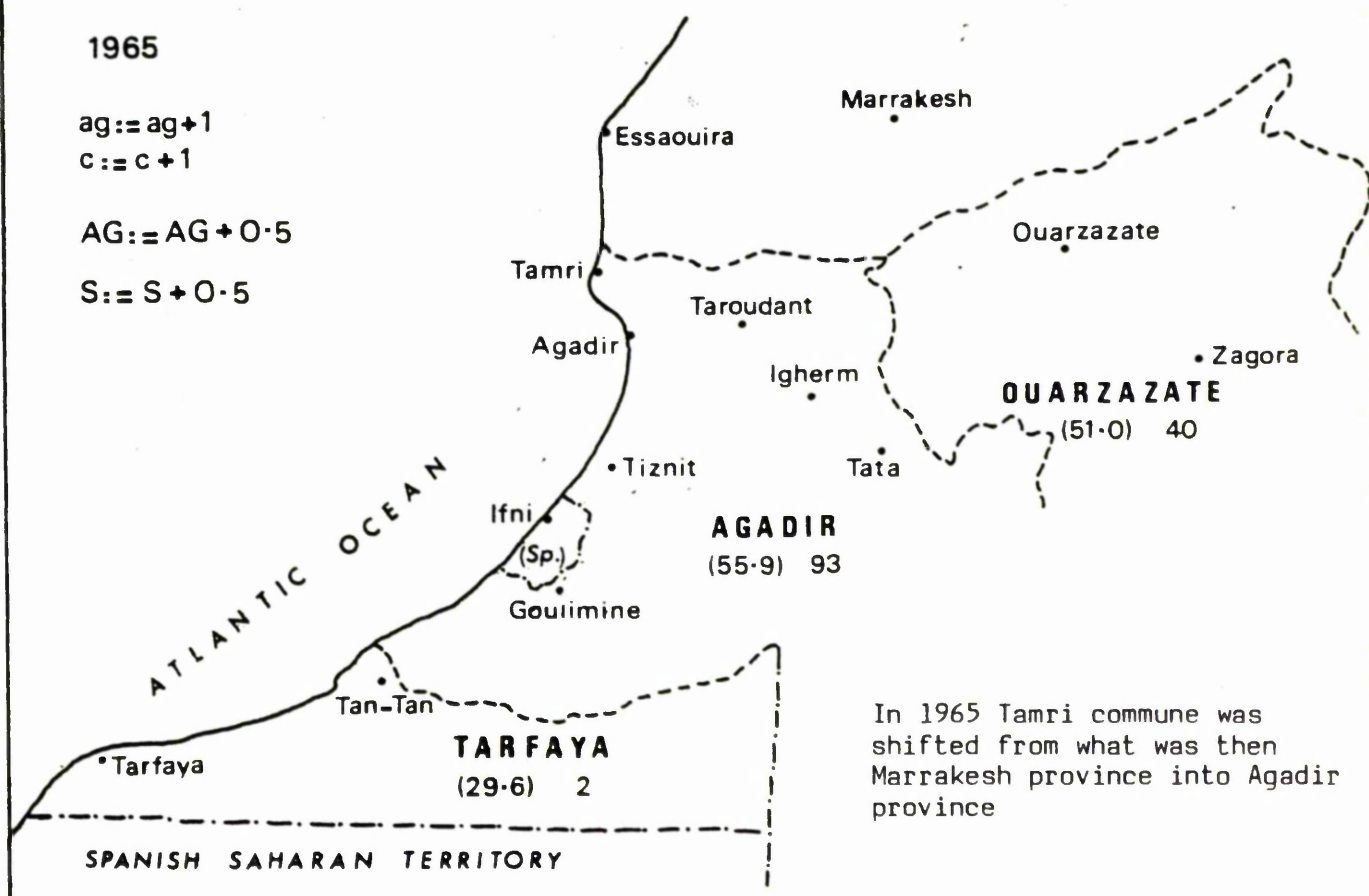 1965
ag:=ag+1
c:=c+1
AG:=AG+0·5
S:=S+0·5
Marrakesh
Essaouira
Ouarzazate
Tamri
Taroudant
Agadir
Zagora
Igherm
OUARZAZATE
(51·0) 40
Tiznit
Tata
ATLANTIC OCEAN
Ifni
(Sp.)
AGADIR
(55·9) 93
Goulimine
Tan-Tan
TARFAYA
(29·6) 2
Tarfaya
In 1965 Tamri commune was
shifted from what was then
Marrakesh province into Agadir
province
SPANISH SAHARAN TERRITORY